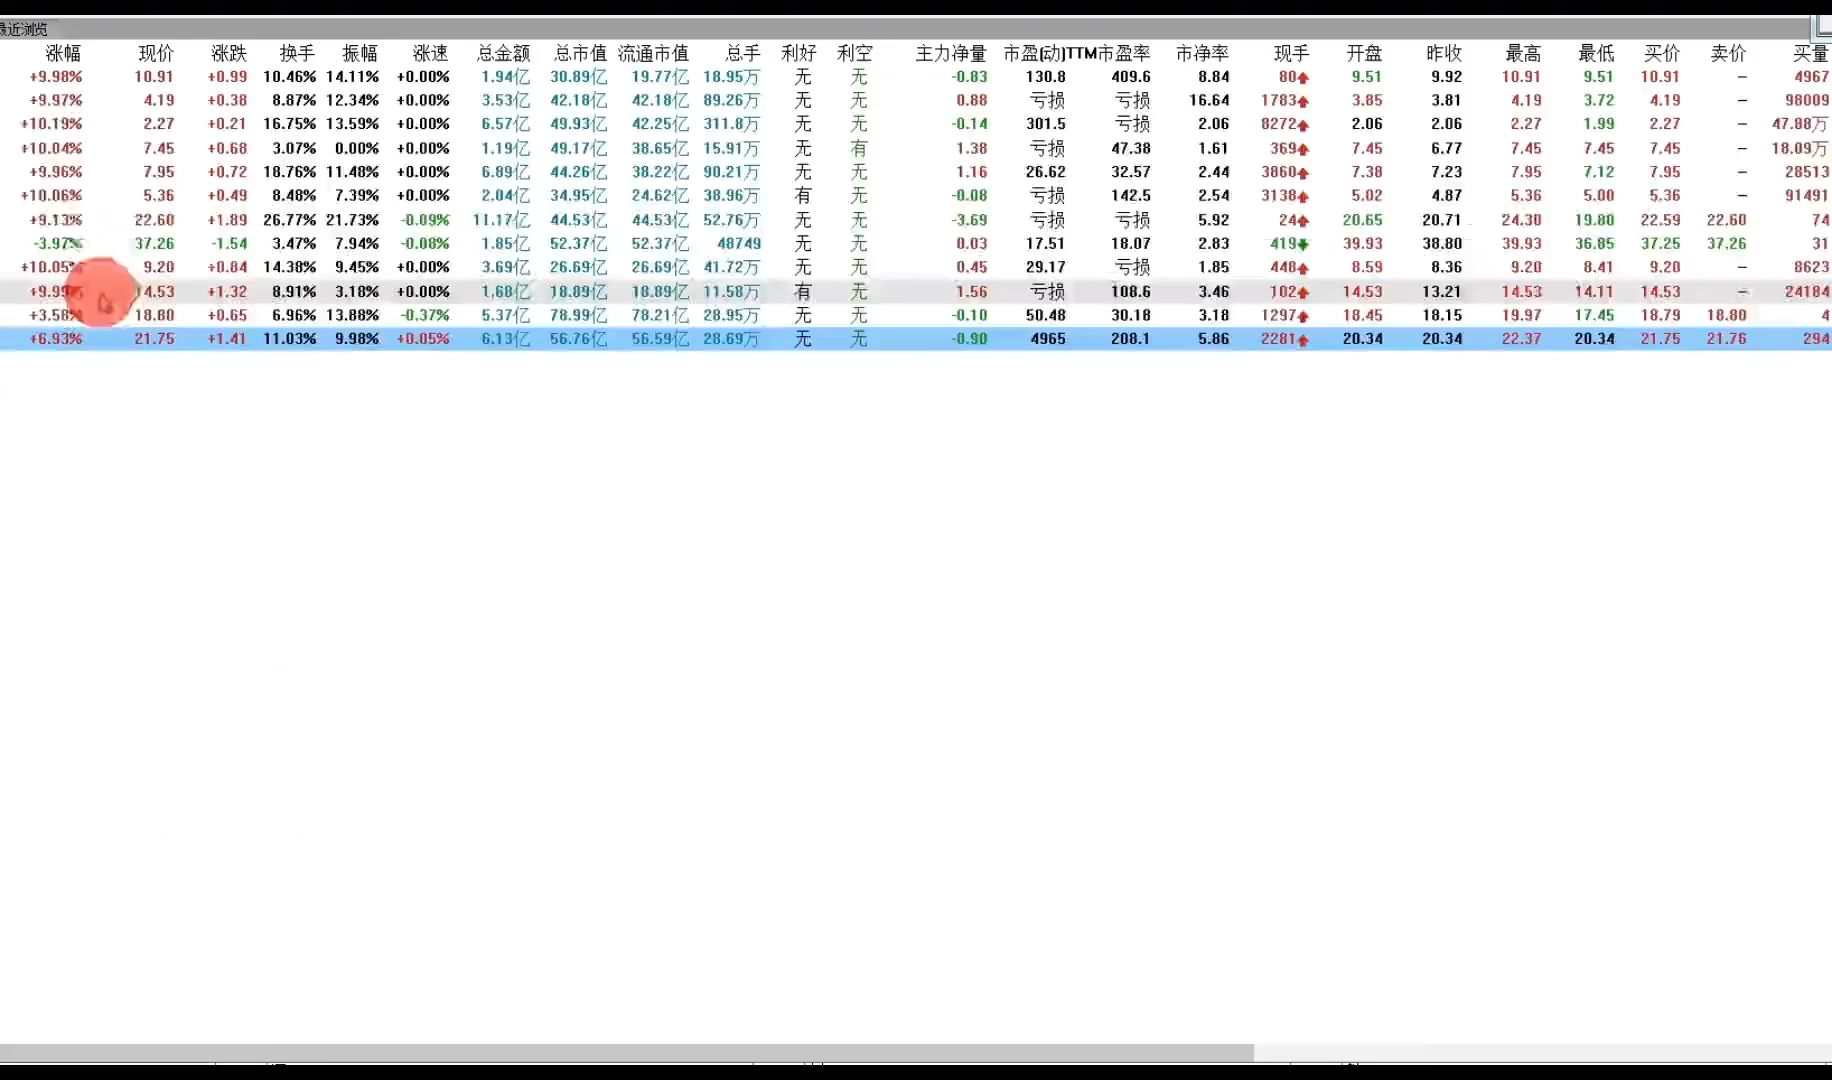 最近浏览
涨幅 现价 涨跌 换手 振幅 涨速 总金额 总市值 流通市值 总手 利好 利空 主力净量 市盈(动) TTM市盈率 市净率 现手 开盘 昨收 最高 最低 买价 卖价 买量
+9.98% 10.91 +0.99 10.46% 14.11% +0.00% 1.94亿 30.89亿 19.77亿 18.95万 无 无 -0.83 130.8 409.6 8.84 80 9.51 9.92 10.91 9.51 10.91 – 4967
+9.97% 4.19 +0.38 8.87% 12.34% +0.00% 3.53亿 42.18亿 42.18亿 89.26万 无 无 0.88 亏损 亏损 16.64 1783 3.85 3.81 4.19 3.72 4.19 – 98009
+10.19% 2.27 +0.21 16.75% 13.59% +0.00% 6.57亿 49.93亿 42.25亿 311.8万 无 无 -0.14 301.5 亏损 2.06 8272 2.06 2.06 2.27 1.99 2.27 – 47.88万
+10.04% 7.45 +0.68 3.07% 0.00% +0.00% 1.19亿 49.17亿 38.65亿 15.91万 无 有 1.38 亏损 47.38 1.61 369 7.45 6.77 7.45 7.45 7.45 – 18.09万
+9.96% 7.95 +0.72 18.76% 11.48% +0.00% 6.89亿 44.26亿 38.22亿 90.21万 无 无 1.16 26.62 32.57 2.44 3860 7.38 7.23 7.95 7.12 7.95 – 28513
+10.06% 5.36 +0.49 8.48% 7.39% +0.00% 2.04亿 34.95亿 24.62亿 38.96万 有 无 -0.08 亏损 142.5 2.54 3138 5.02 4.87 5.36 5.00 5.36 – 91491
+9.13% 22.60 +1.89 26.77% 21.73% -0.09% 11.17亿 44.53亿 44.53亿 52.76万 无 无 -3.69 亏损 亏损 5.92 24 20.65 20.71 24.30 19.80 22.59 22.60 74
-3.97% 37.26 -1.54 3.47% 7.94% -0.08% 1.85亿 52.37亿 52.37亿 48749 无 无 0.03 17.51 18.07 2.83 419 39.93 38.80 39.93 36.85 37.25 37.26 31
+10.05% 9.20 +0.84 14.38% 9.45% +0.00% 3.69亿 26.69亿 26.69亿 41.72万 无 无 0.45 29.17 亏损 1.85 448 8.59 8.36 9.20 8.41 9.20 – 8623
+9.99% 14.53 +1.32 8.91% 3.18% +0.00% 1.68亿 18.89亿 18.89亿 11.58万 有 无 1.56 亏损 108.6 3.46 102 14.53 13.21 14.53 14.11 14.53 – 24184
+3.58% 18.80 +0.65 6.96% 13.88% -0.37% 5.37亿 78.99亿 78.21亿 28.95万 无 无 -0.10 50.48 30.18 3.18 1297 18.45 18.15 19.97 17.45 18.79 18.80 4
+6.93% 21.75 +1.41 11.03% 9.98% +0.05% 6.13亿 56.76亿 56.59亿 28.69万 无 无 -0.90 4965 208.1 5.86 2281 20.34 20.34 22.37 20.34 21.75 21.76 294